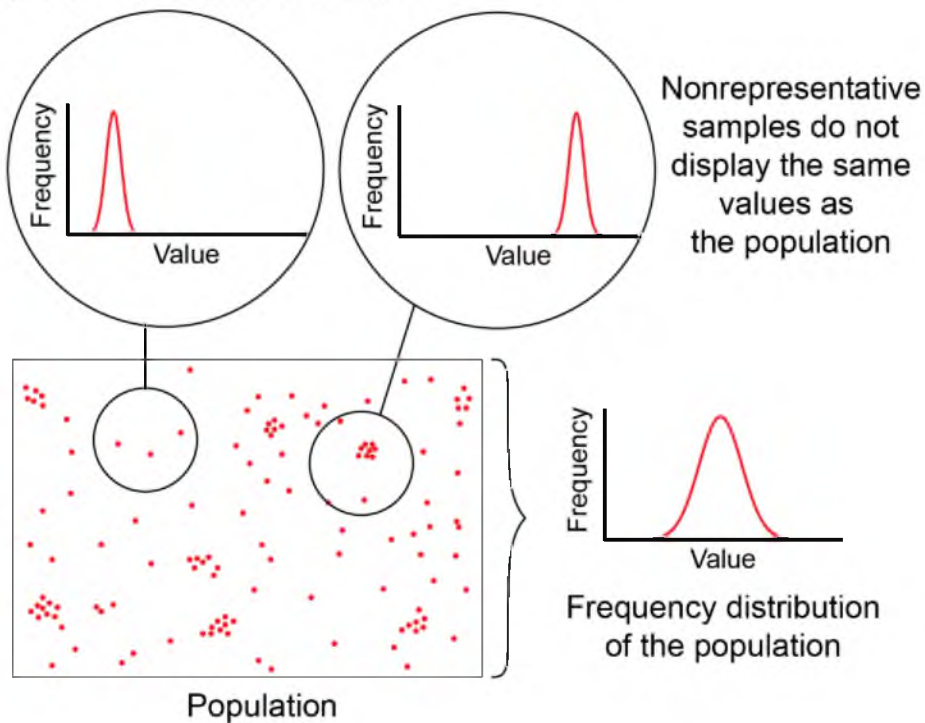 Frequency
Value
Frequency
Value
Nonrepresentative
samples do not
display the same
values as
the population
Frequency
Value
Frequency distribution
of the population
Population